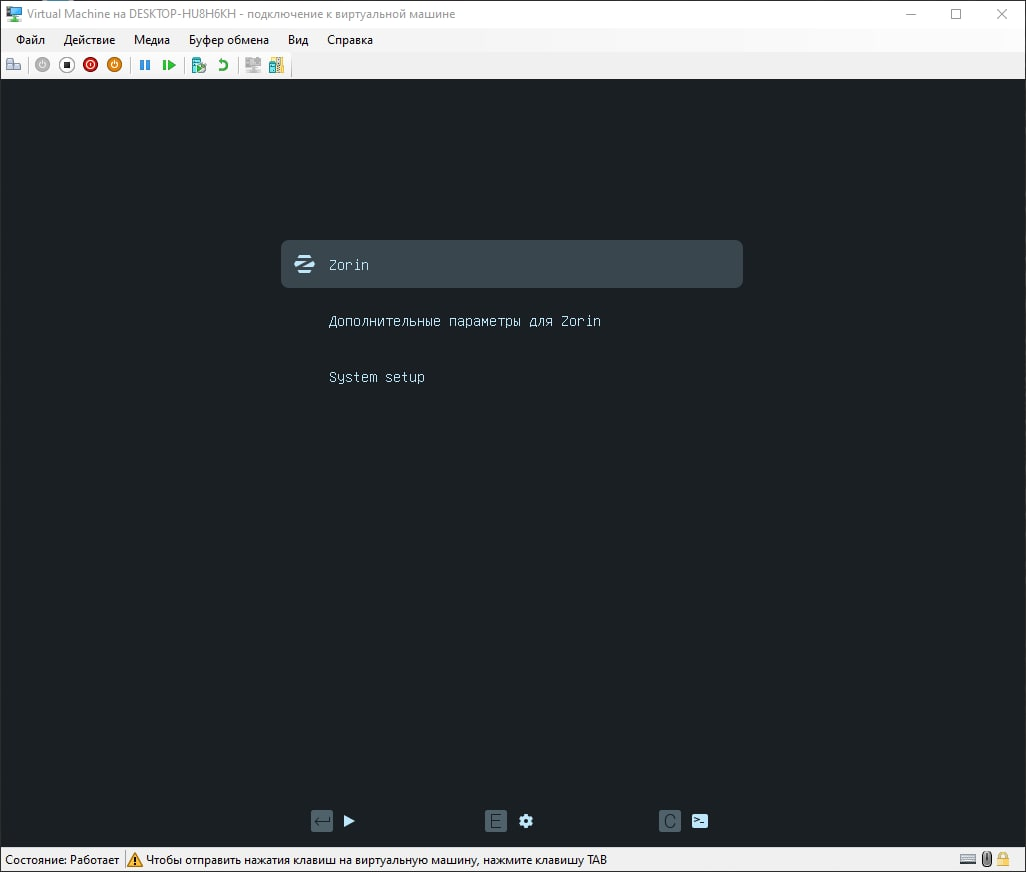 Virtual Machine на DESKTOP-HU8H6KH - подключение к виртуальной машине
Файл Действие Медиа Буфер обмена Вид Справка
Zorin
Дополнительные параметры для Zorin
System setup
E C
Состояние: Работает Чтобы отправить нажатия клавиш на виртуальную машину, нажмите клавишу TAB